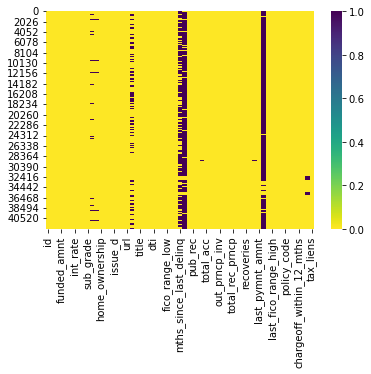 0
2026
4052
6078
8104
10130
12156
14182
16208
18234
20260
22286
24312
26338
28364
30390
32416
34442
36468
38494
40520
id
funded_amnt
int_rate
sub_grade
home_ownership
issue_d
url
title
dti
fico_range_low
mths_since_last_delinq
pub_rec
total_acc
out_prncp_inv
total_rec_prncp
recoveries
last_pymnt_amnt
last_fico_range_high
policy_code
chargeoff_within_12_mths
tax_liens
1.0
0.8
0.6
0.4
0.2
0.0